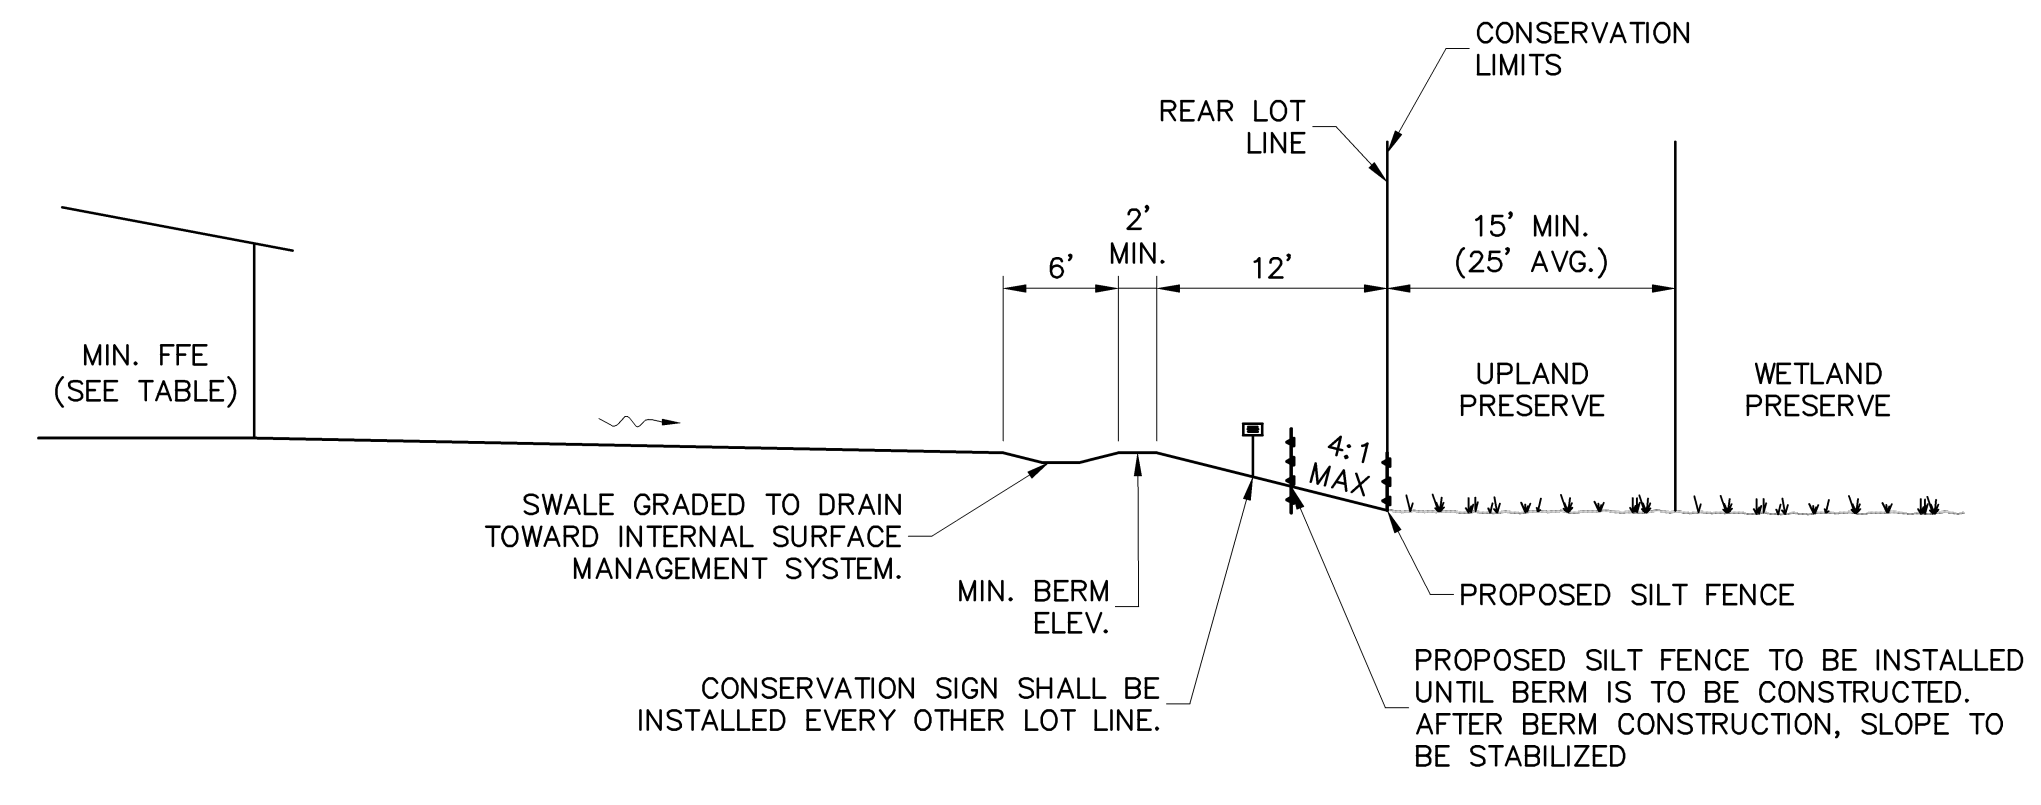 CONSERVATION
LIMITS
REAR LOT
LINE
2'
MIN.
6'
12'
15' MIN.
(25' AVG.)
MIN. FFE
(SEE TABLE)
UPLAND
PRESERVE
WETLAND
PRESERVE
4:1
MAX
SWALE GRADED TO DRAIN
TOWARD INTERNAL SURFACE
MANAGEMENT SYSTEM.
MIN. BERM
ELEV.
PROPOSED SILT FENCE
CONSERVATION SIGN SHALL BE
INSTALLED EVERY OTHER LOT LINE.
PROPOSED SILT FENCE TO BE INSTALLED
UNTIL BERM IS TO BE CONSTRUCTED.
AFTER BERM CONSTRUCTION, SLOPE TO
BE STABILIZED